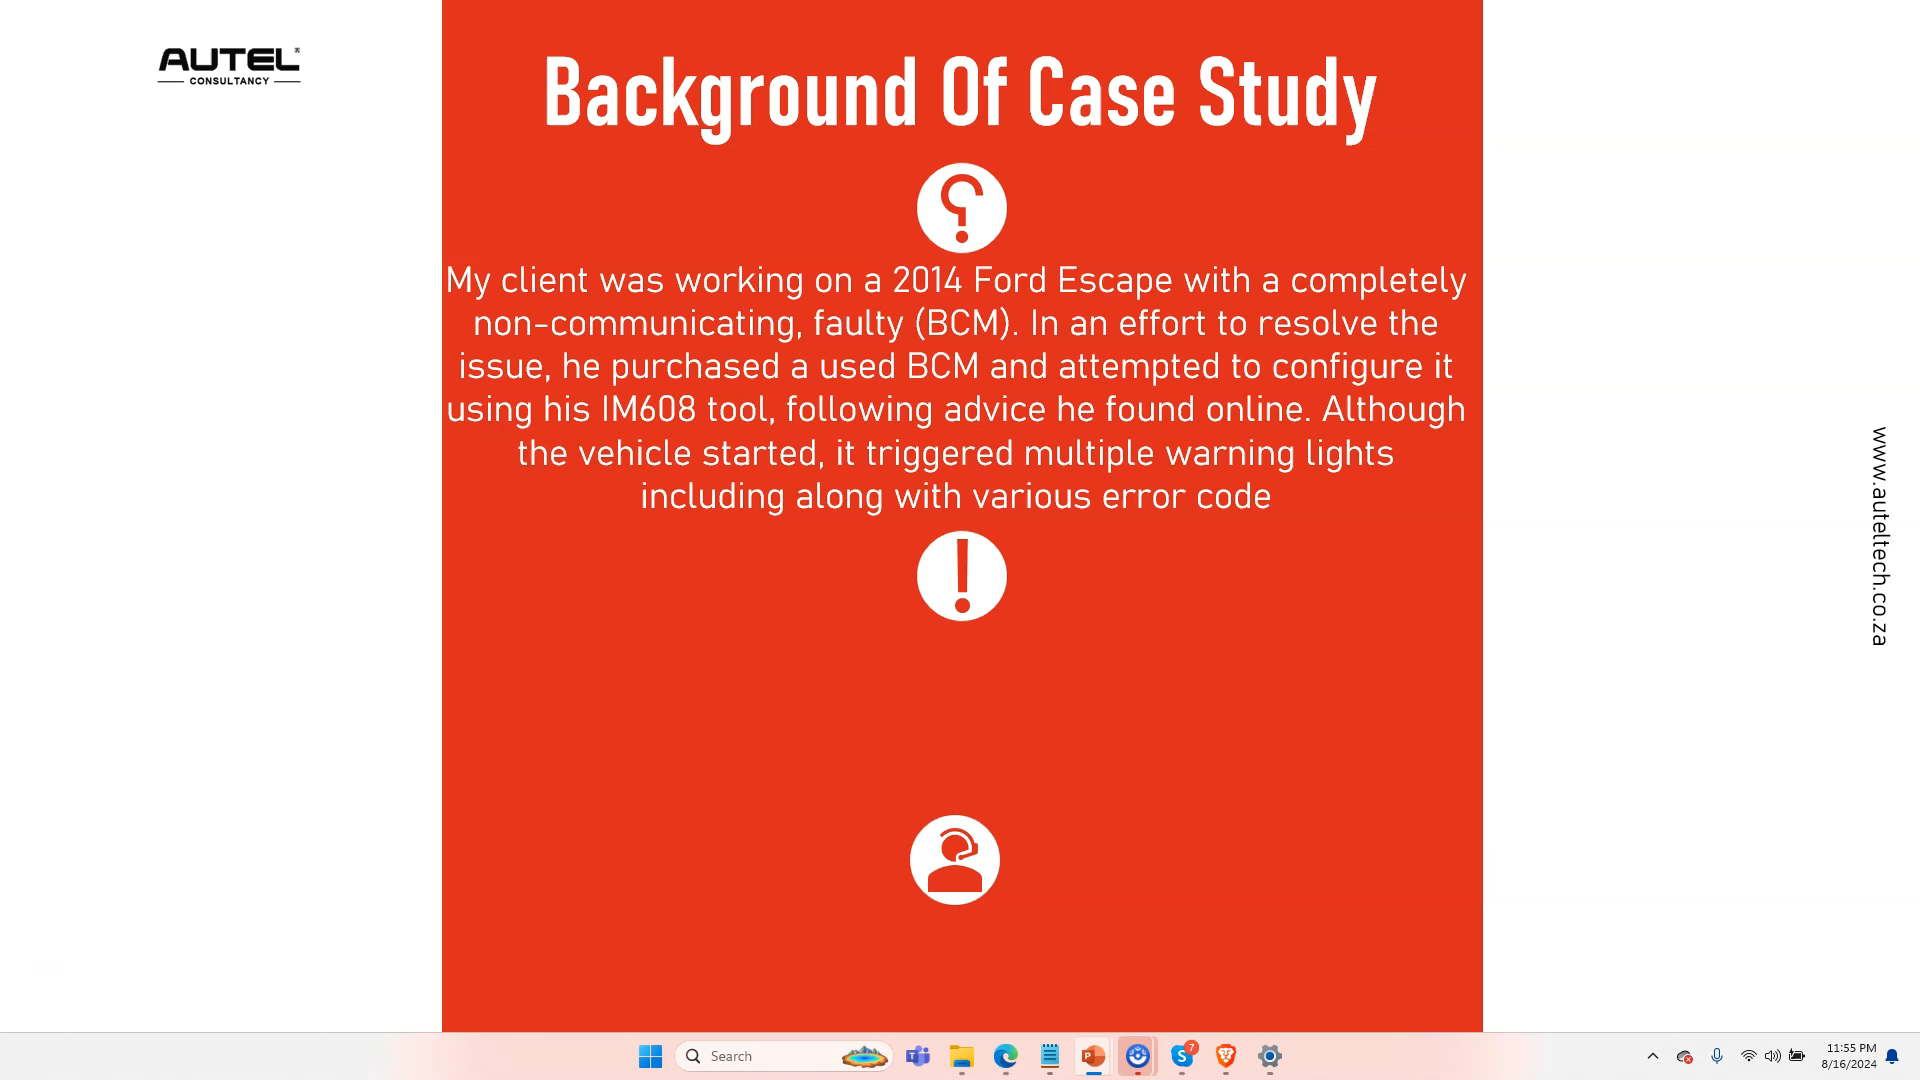 AUTEL®
CONSULTANCY
Background Of Case Study
My client was working on a 2014 Ford Escape with a completely
non-communicating, faulty (BCM). In an effort to resolve the
issue, he purchased a used BCM and attempted to configure it
using his IM608 tool, following advice he found online. Although
the vehicle started, it triggered multiple warning lights
including along with various error code
www.auteltech.co.za
Search
7
11:55 PM
8/16/2024